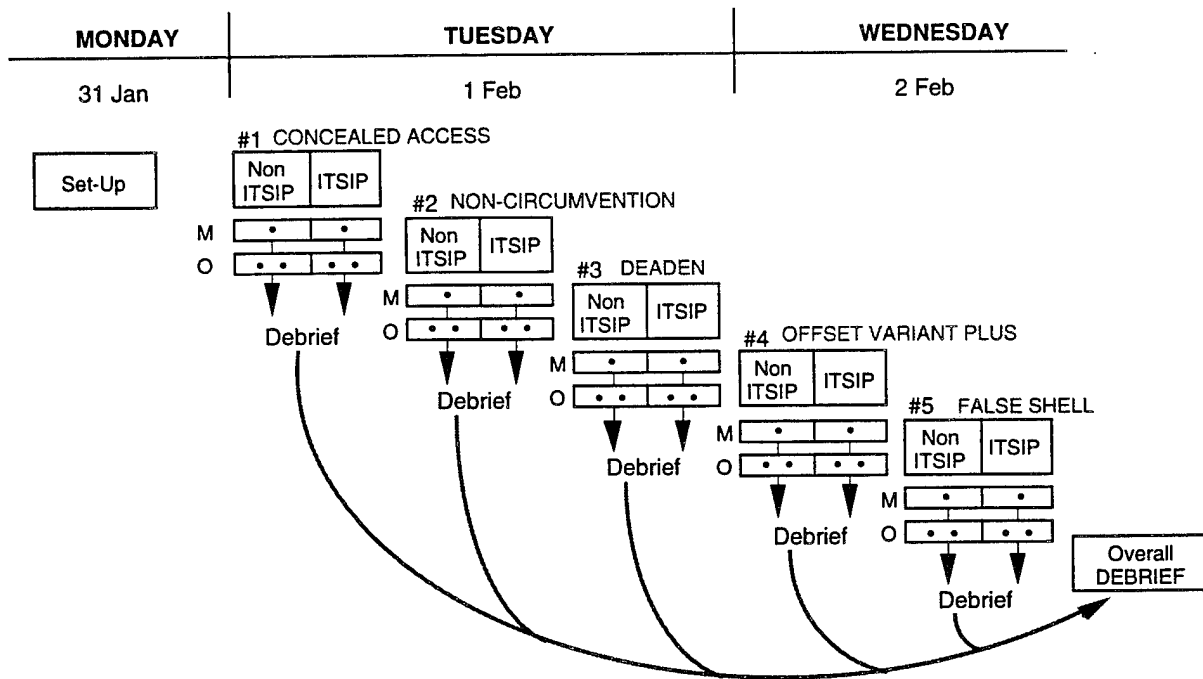 MONDAY TUESDAY WEDNESDAY
31 Jan 1 Feb 2 Feb
Set-Up
#1 CONCEALED ACCESS
Non
ITSIP ITSIP
M
O
Debrief
#2 NON-CIRCUMVENTION
Non
ITSIP ITSIP
M
O
Debrief
#3 DEADEN
Non
ITSIP ITSIP
M
O
Debrief
#4 OFFSET VARIANT PLUS
Non
ITSIP ITSIP
M
O
Debrief
#5 FALSE SHELL
Non
ITSIP ITSIP
M
O
Debrief
Overall
DEBRIEF